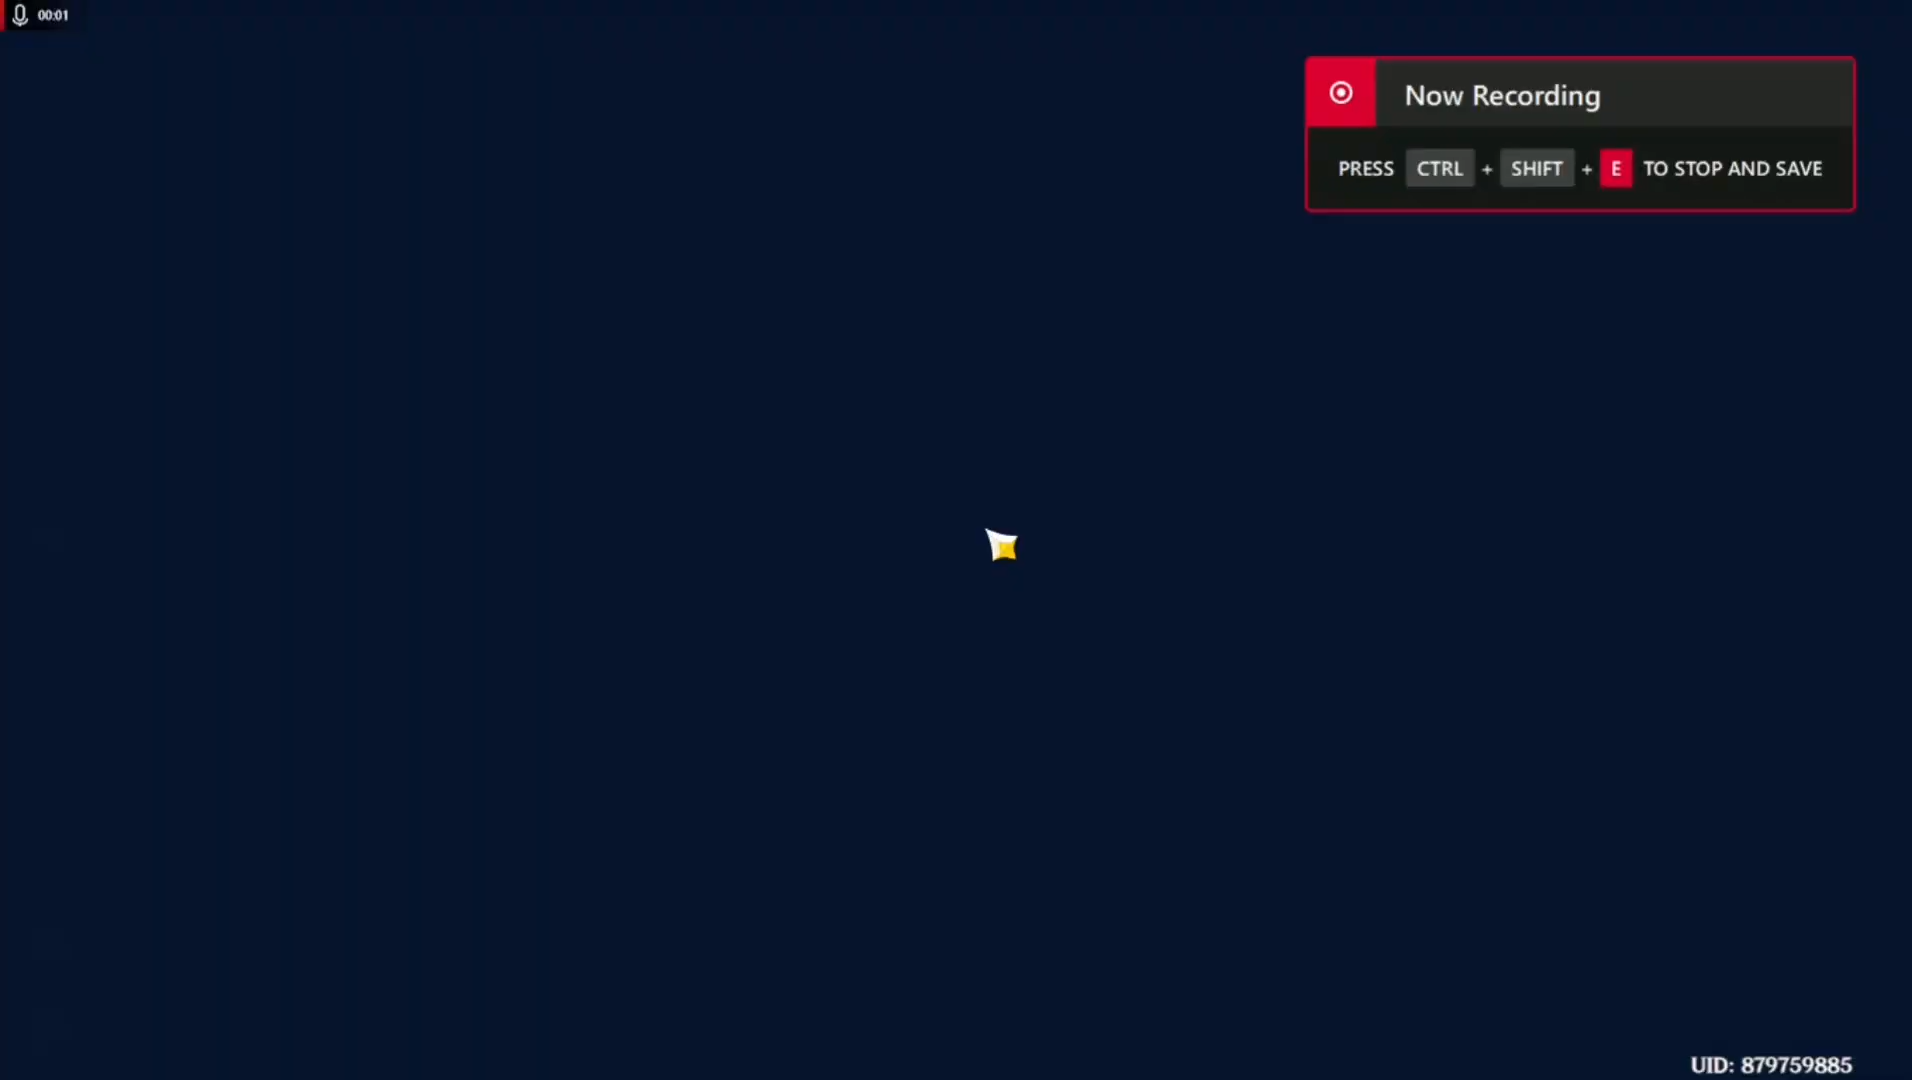 00:01
Now Recording
PRESS CTRL + SHIFT + E TO STOP AND SAVE
UID: 879759885